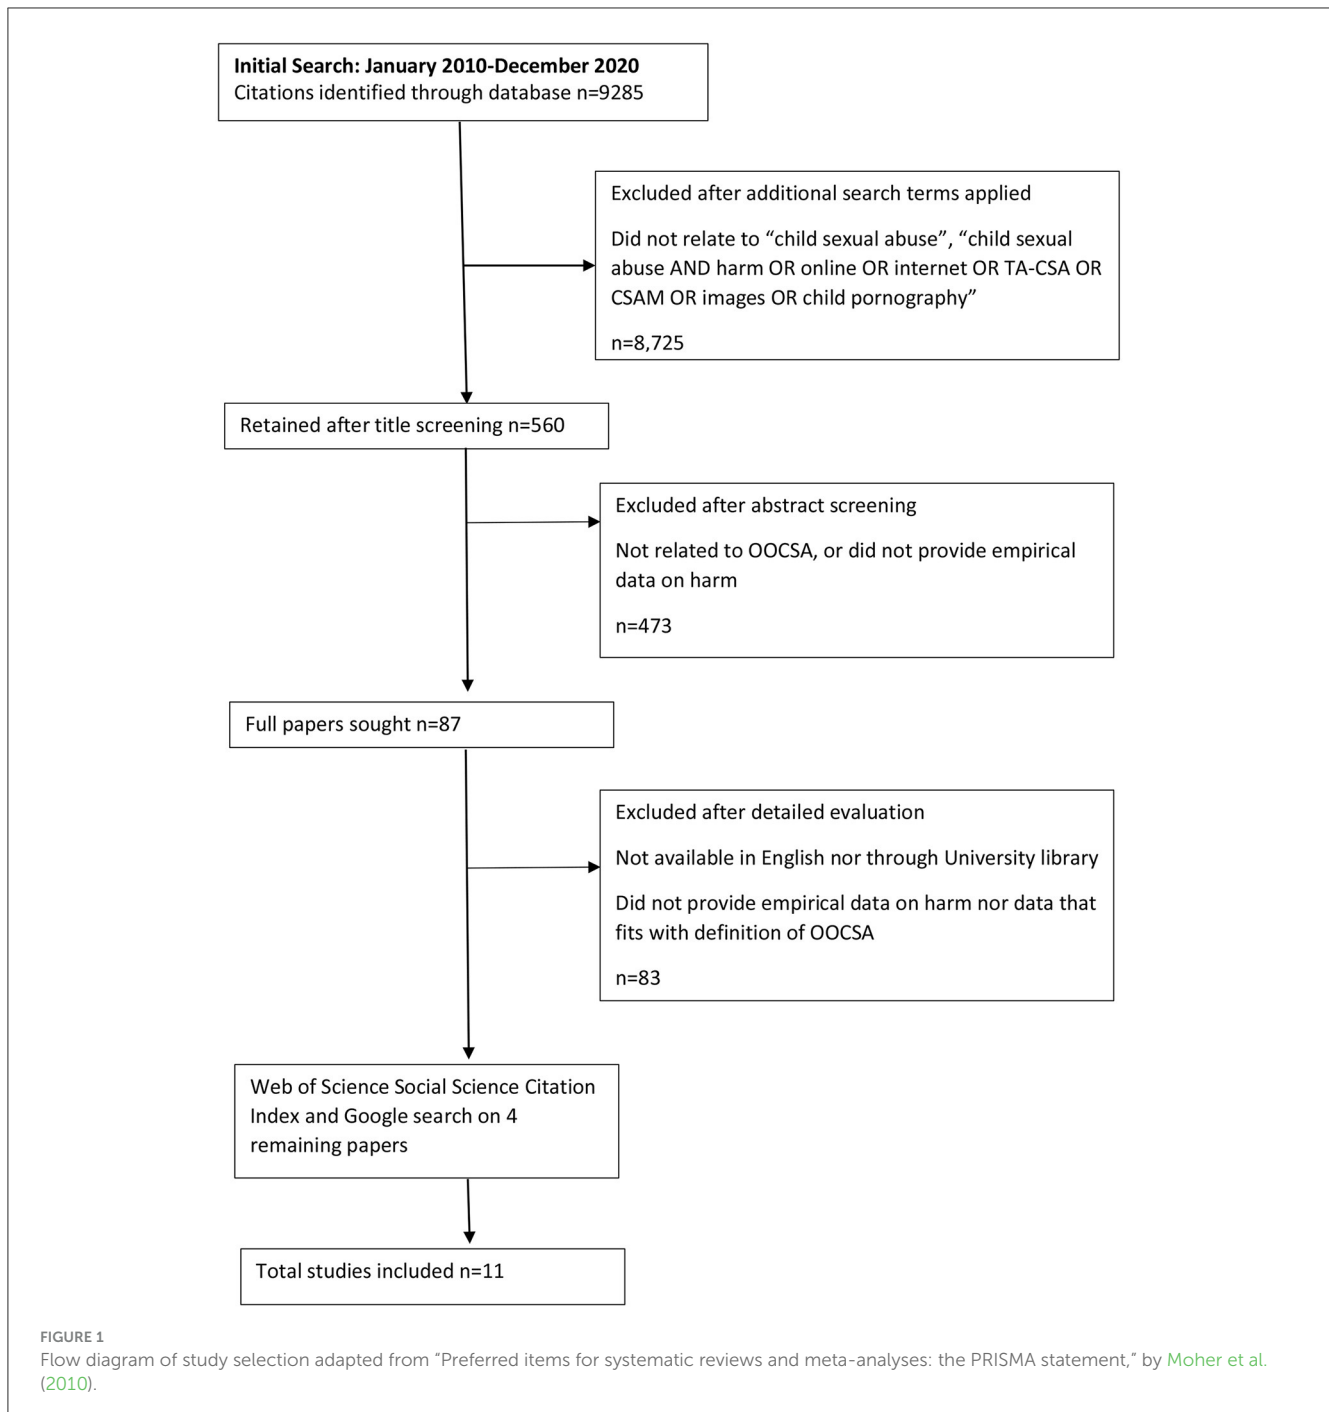 Initial Search: January 2010-December 2020
Citations identified through database n=9285
Excluded after additional search terms applied
Did not relate to “child sexual abuse”, “child sexual
abuse AND harm OR online OR internet OR TA-CSA OR
CSAM OR images OR child pornography”
n=8,725
Retained after title screening n=560
Excluded after abstract screening
Not related to OOCSA, or did not provide empirical
data on harm
n=473
Full papers sought n=87
Excluded after detailed evaluation
Not available in English nor through University library
Did not provide empirical data on harm nor data that
fits with definition of OOCSA
n=83
Web of Science Social Science Citation
Index and Google search on 4
remaining papers
Total studies included n=11
FIGURE 1
Flow diagram of study selection adapted from “Preferred items for systematic reviews and meta-analyses: the PRISMA statement,” by Moher et al.
(2010).